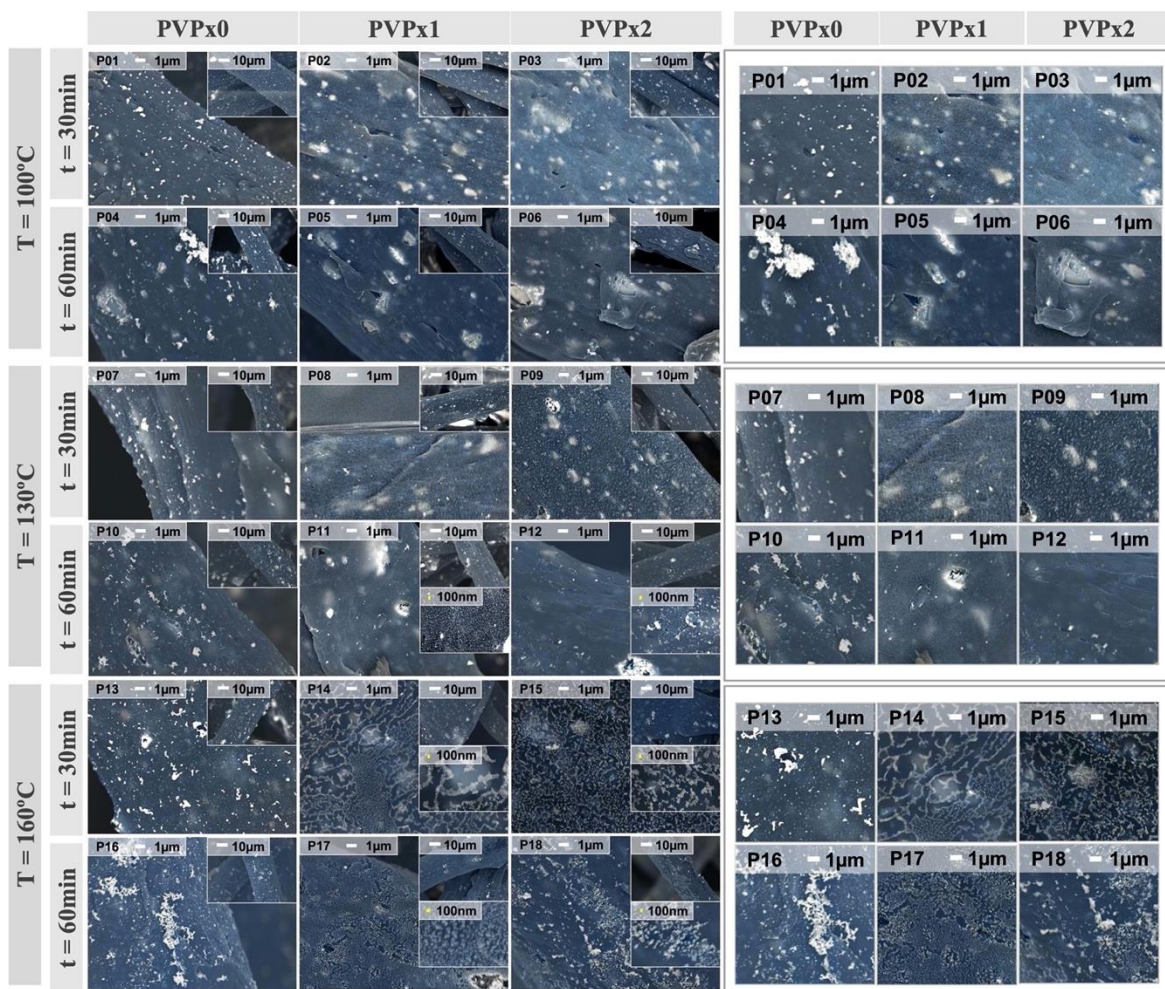 PVPx0 PVPx1 PVPx2 PVPx0 PVPx1 PVPx2
T = 100ºC
t = 30min
P01 1µm 10µm P02 1µm 10µm P03 1µm 10µm
P01 1µm P02 1µm P03 1µm
t = 60min
P04 1µm 10µm P05 1µm 10µm P06 1µm 10µm
P04 1µm P05 1µm P06 1µm
T = 130ºC
t = 30min
P07 1µm 10µm P08 1µm 10µm P09 1µm 10µm
P07 1µm P08 1µm P09 1µm
t = 60min
P10 1µm 10µm P11 1µm 10µm P12 1µm 10µm
100nm 100nm
P10 1µm P11 1µm P12 1µm
T = 160ºC
t = 30min
P13 1µm 10µm P14 1µm 10µm P15 1µm 10µm
100nm 100nm
P13 1µm P14 1µm P15 1µm
t = 60min
P16 1µm 10µm P17 1µm 10µm P18 1µm 10µm
100nm 100nm
P16 1µm P17 1µm P18 1µm